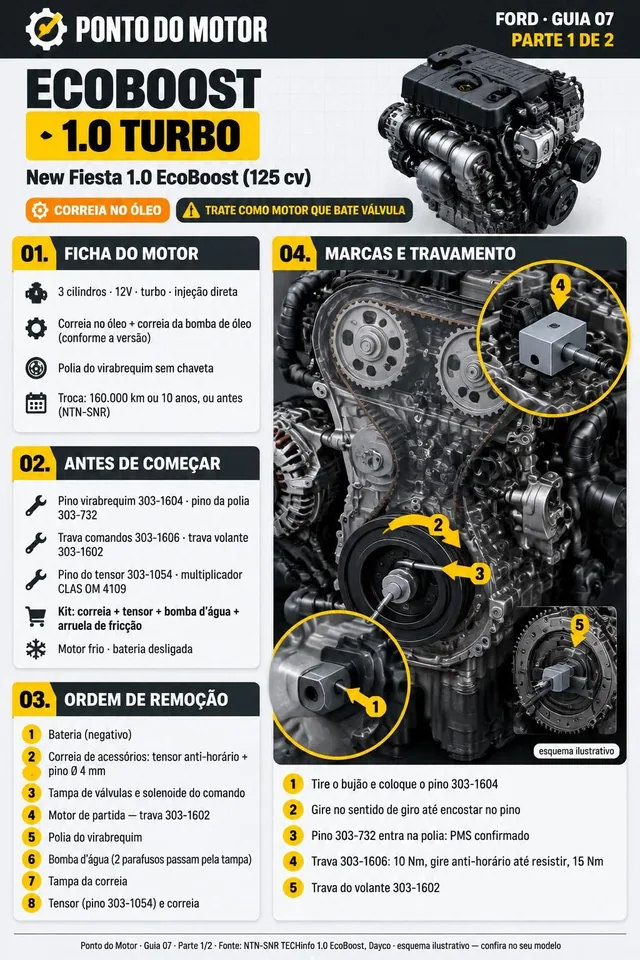 PONTO DO MOTOR
FORD · GUIA 07
PARTE 1 DE 2
ECOBOOST
· 1.0 TURBO
New Fiesta 1.0 EcoBoost (125 cv)
CORREIA NO ÓLEO
TRATE COMO MOTOR QUE BATE VÁLVULA
01. FICHA DO MOTOR
3 cilindros · 12V · turbo · injeção direta
Correia no óleo + correia da bomba de óleo
(conforme a versão)
Polia do virabrequim sem chaveta
Troca: 160.000 km ou 10 anos, ou antes
(NTN-SNR)
02. ANTES DE COMEÇAR
Pino virabrequim 303-1604 · pino da polia
303-732
Trava comandos 303-1606 · trava volante
303-1602
Pino do tensor 303-1054 · multiplicador
CLAS OM 4109
Kit: correia + tensor + bomba d'água +
arruela de fricção
Motor frio · bateria desligada
03. ORDEM DE REMOÇÃO
1 Bateria (negativo)
2 Correia de acessórios: tensor anti-horário +
pino Ø 4 mm
3 Tampa de válvulas e solenoide do comando
4 Motor de partida — trava 303-1602
5 Polia do virabrequim
6 Bomba d'água (2 parafusos passam pela tampa)
7 Tampa da correia
8 Tensor (pino 303-1054) e correia
04. MARCAS E TRAVAMENTO
4
2
3
5
1
esquema ilustrativo
1 Tire o bujão e coloque o pino 303-1604
2 Gire no sentido de giro até encostar no pino
3 Pino 303-732 entra na polia: PMS confirmado
4 Trava 303-1606: 10 Nm, gire anti-horário até resistir, 15 Nm
5 Trava do volante 303-1602
Ponto do Motor · Guia 07 · Parte 1/2 · Fonte: NTN-SNR TECHinfo 1.0 EcoBoost, Dayco · esquema ilustrativo — confira no seu modelo